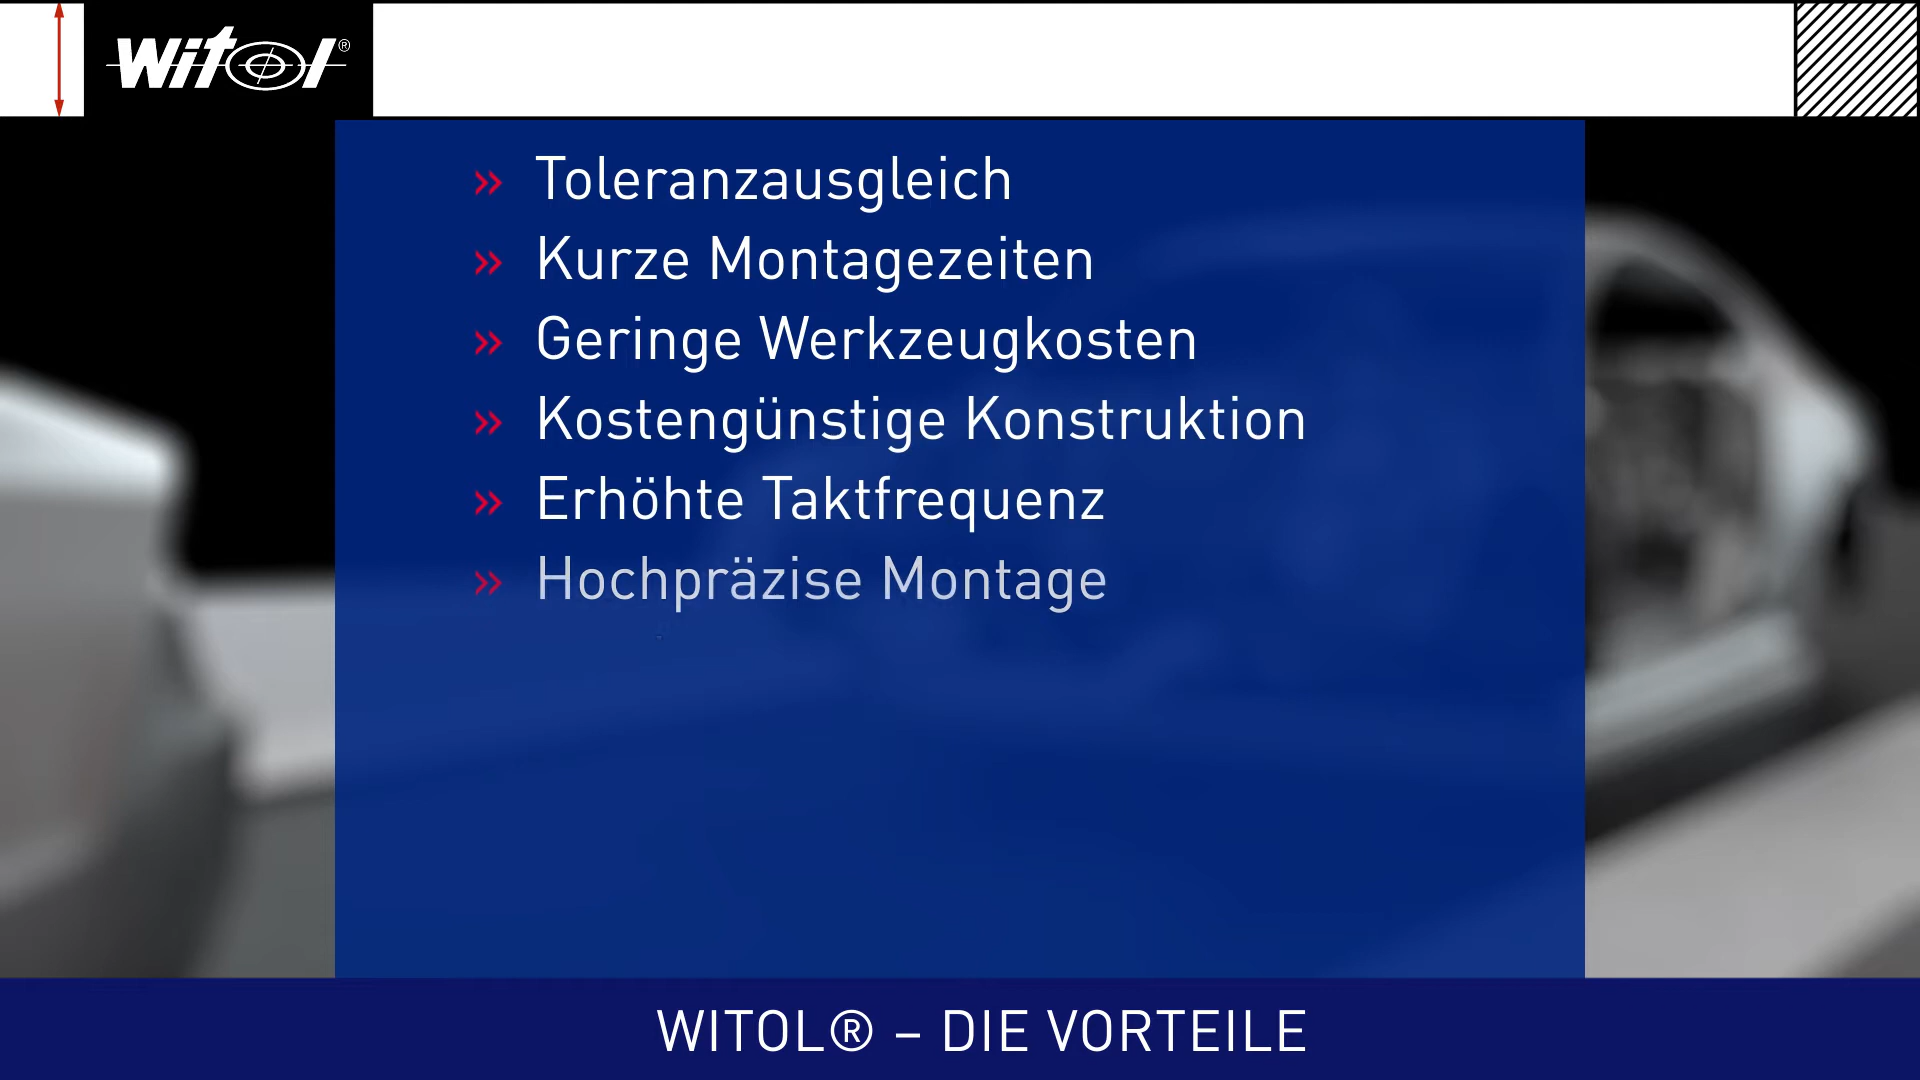 Witol®
» Toleranzausgleich
» Kurze Montagezeiten
» Geringe Werkzeugkosten
» Kostengünstige Konstruktion
» Erhöhte Taktfrequenz
» Hochpräzise Montage
WITOL® – DIE VORTEILE